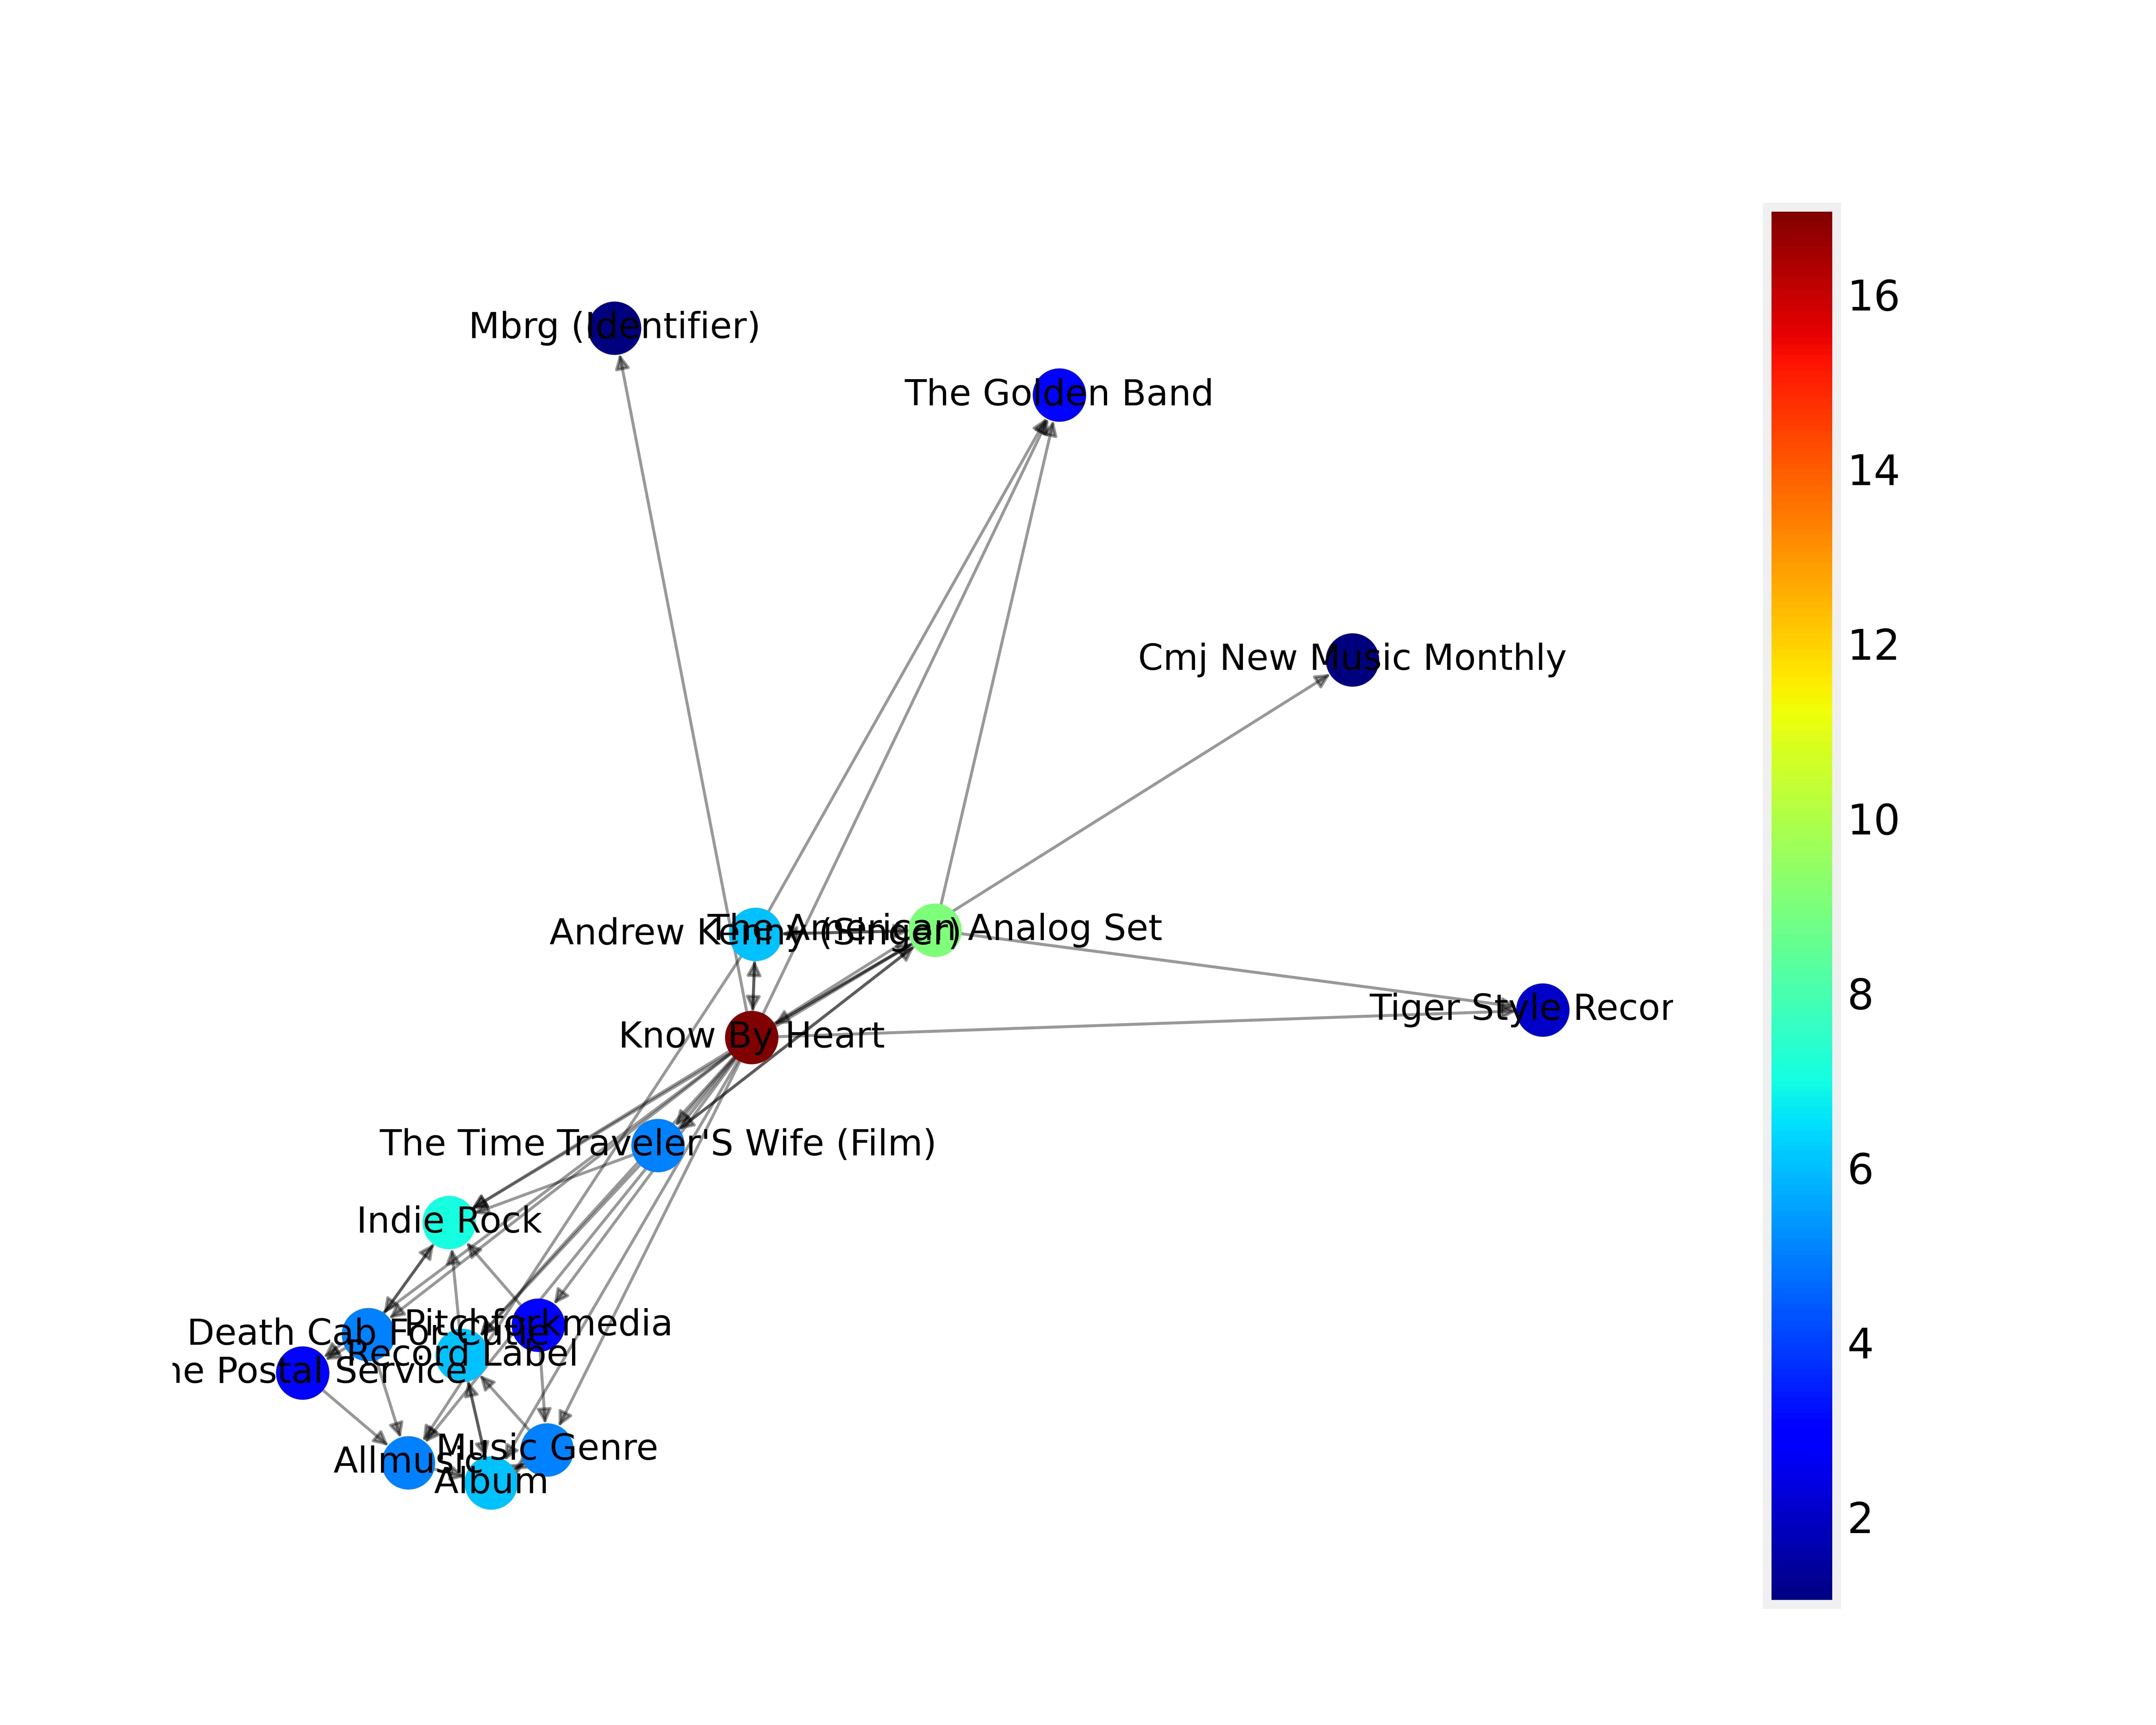 Mbrg (Identifier)
The Golden Band
Cmj New Music Monthly
Andrew Kenny (Singer)
The American Analog Set
Tiger Style Recor
Know By Heart
The Time Traveler'S Wife (Film)
Indie Rock
Death Cab For Cutie
Pitchforkmedia
Record Label
he Postal Service
Music Genre
Allmusic
Album
16
14
12
10
8
6
4
2